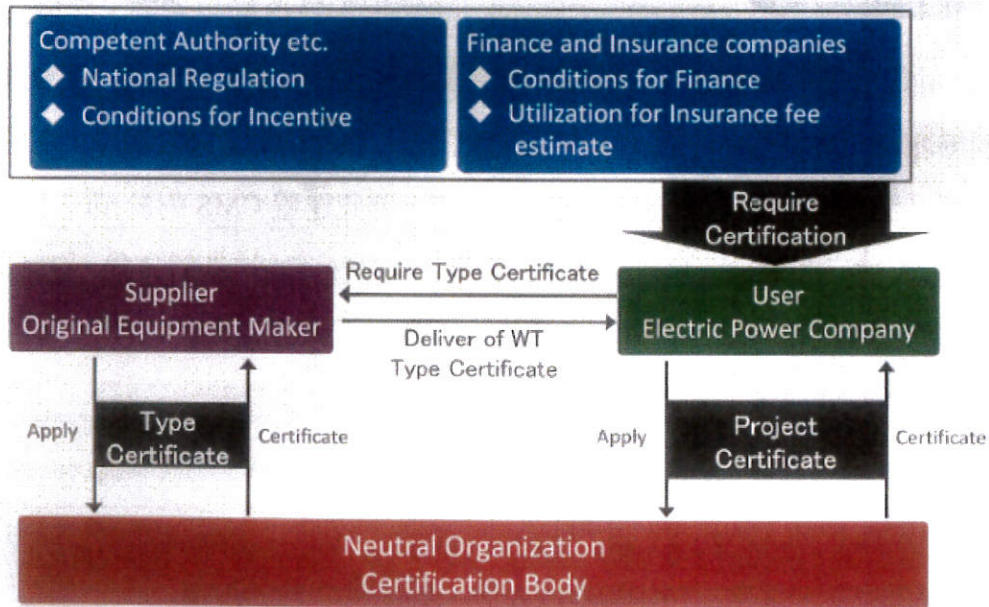 Competent Authority etc.
◆ National Regulation
◆ Conditions for Incentive
Finance and Insurance companies
◆ Conditions for Finance
◆ Utilization for Insurance fee
estimate
Require
Certification
Supplier
Original Equipment Maker
Require Type Certificate
Deliver of WT
Type Certificate
User
Electric Power Company
Apply
Type
Certificate
Certificate
Apply
Project
Certificate
Certificate
Neutral Organization
Certification Body